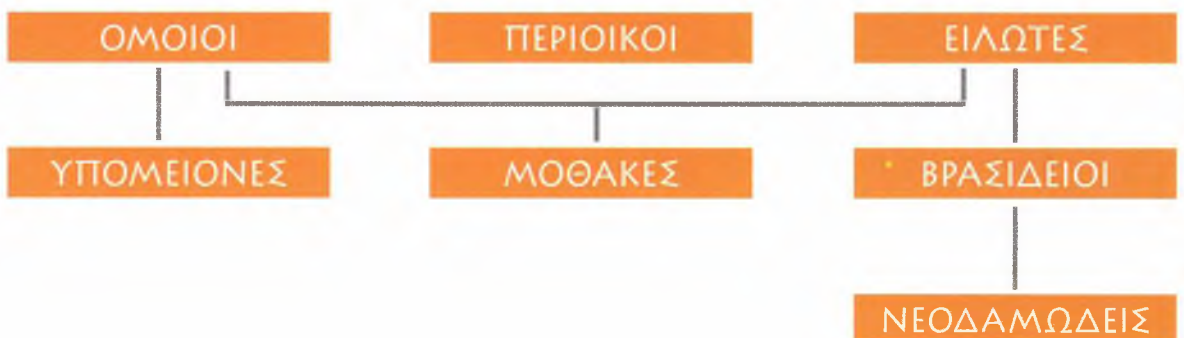 ΟΜΟΙΟΙ ΠΕΡΙΟΙΚΟΙ ΕΙΛΩΤΕΣ
ΥΠΟΜΕΙΟΝΕΣ ΜΟΘΑΚΕΣ ΒΡΑΣΙΔΕΙΟΙ
ΝΕΟΔΑΜΩΔΕΙΣ